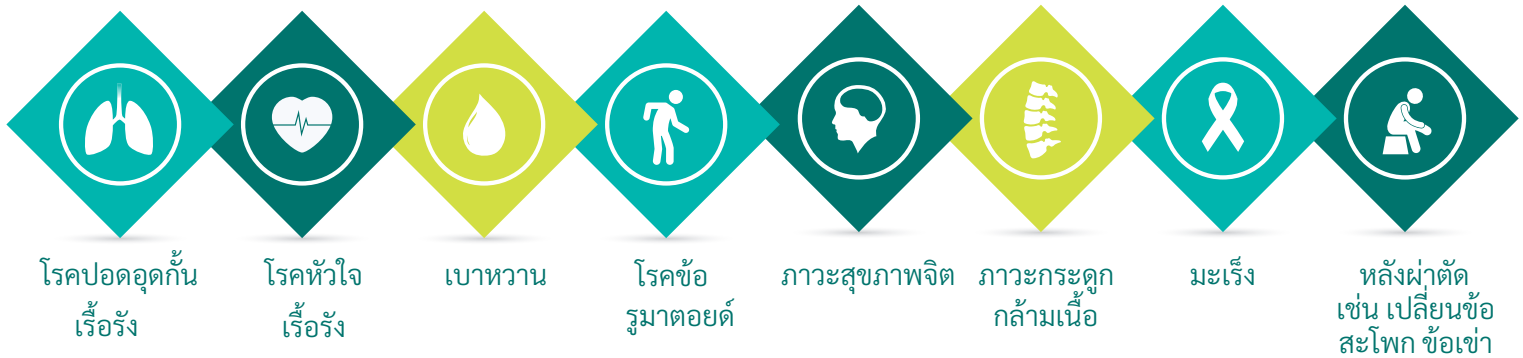 โรคปอดอุดกั้น
เรื้อรัง
โรคหัวใจ
เรื้อรัง
เบาหวาน
โรคข้อ
รูมาตอยด์
ภาวะสุขภาพจิต
ภาวะกระดูก
กล้ามเนื้อ
มะเร็ง
หลังผ่าตัด
เช่น เปลี่ยนข้อ
สะโพก ข้อเข่า